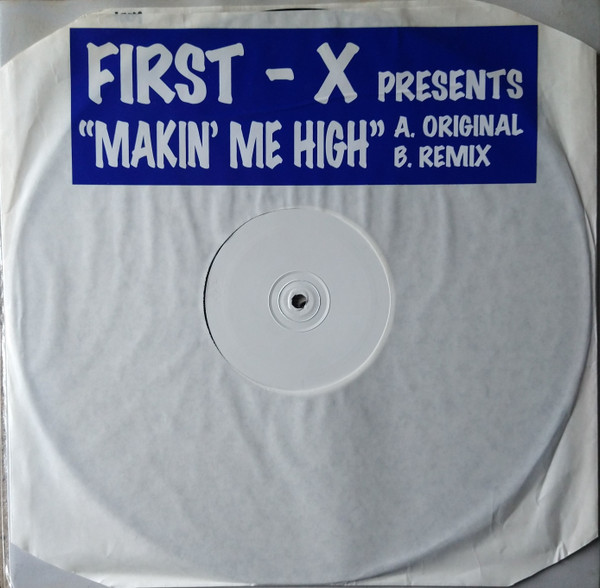 FIRST - X PRESENTS
"MAKIN' ME HIGH" A. ORIGINAL
B. REMIX